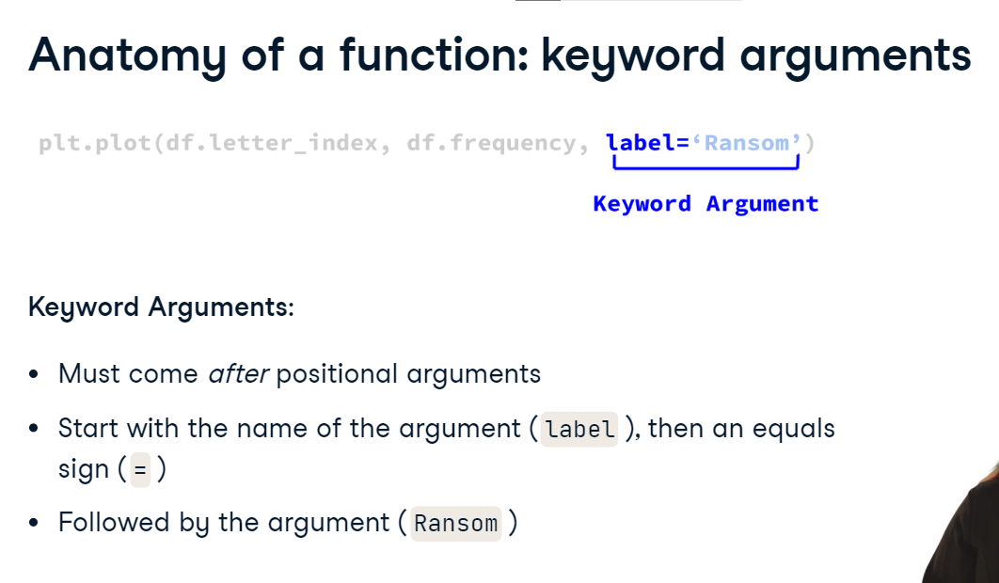 Anatomy of a function: keyword arguments
plt.plot(df.letter_index, df.frequency, label=‘Ransom’)
Keyword Argument
Keyword Arguments:
• Must come after positional arguments
• Start with the name of the argument ( label ), then an equals
sign ( = )
• Followed by the argument ( Ransom )